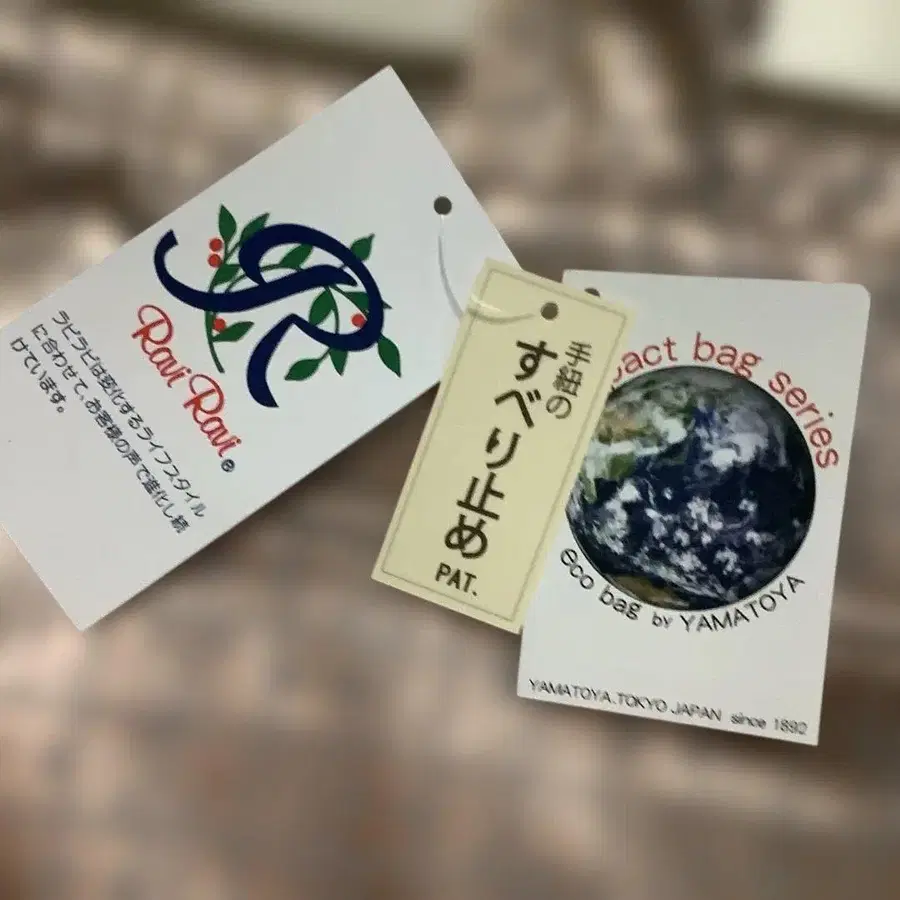 Ravi Ravi®
ラビラビは変化するライフスタイル
に合わせて、お客様の声で進化し続
けています。
手紐の
すべり止め
PAT.
bag series
eco bag BY YAMATOYA
YAMATOYA.TOKYO JAPAN since 1892